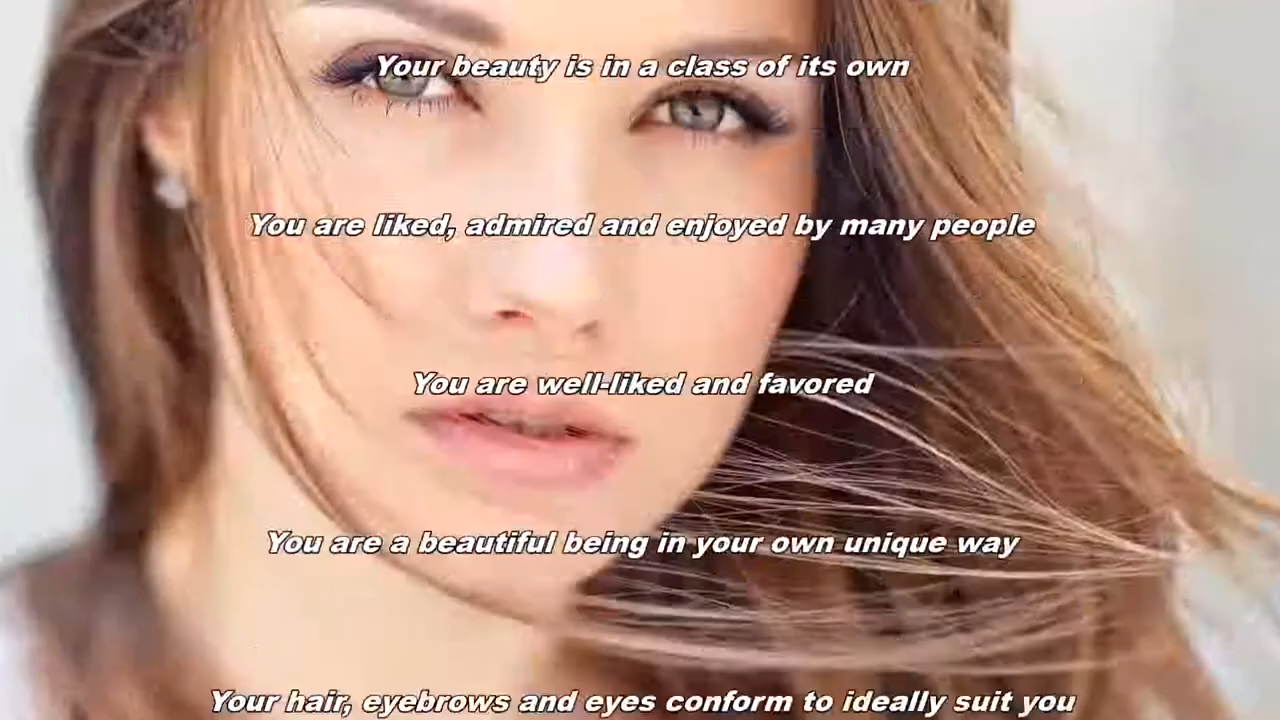 Your beauty is in a class of its own
You are liked, admired and enjoyed by many people
You are well-liked and favored
You are a beautiful being in your own unique way
Your hair, eyebrows and eyes conform to ideally suit you